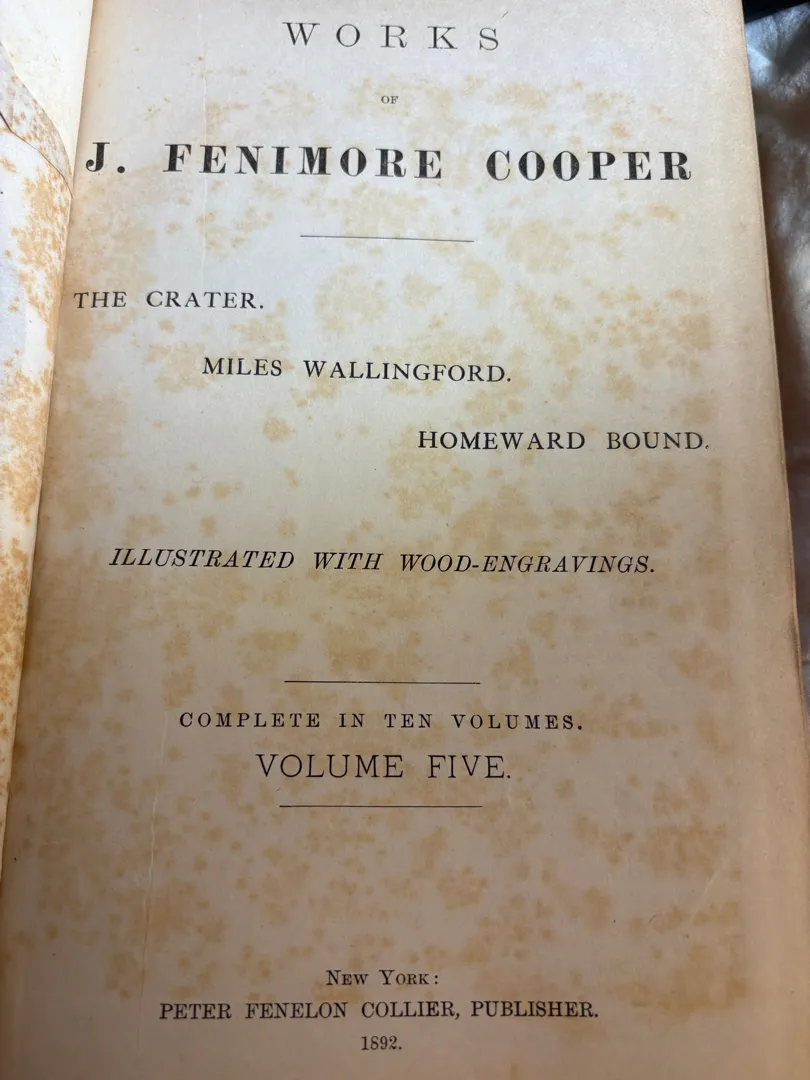 WORKS
OF
J. FENIMORE COOPER
THE CRATER.
MILES WALLINGFORD.
HOMEWARD BOUND.
ILLUSTRATED WITH WOOD-ENGRAVINGS.
COMPLETE IN TEN VOLUMES.
VOLUME FIVE.
NEW YORK:
PETER FENELON COLLIER, PUBLISHER.
1892.